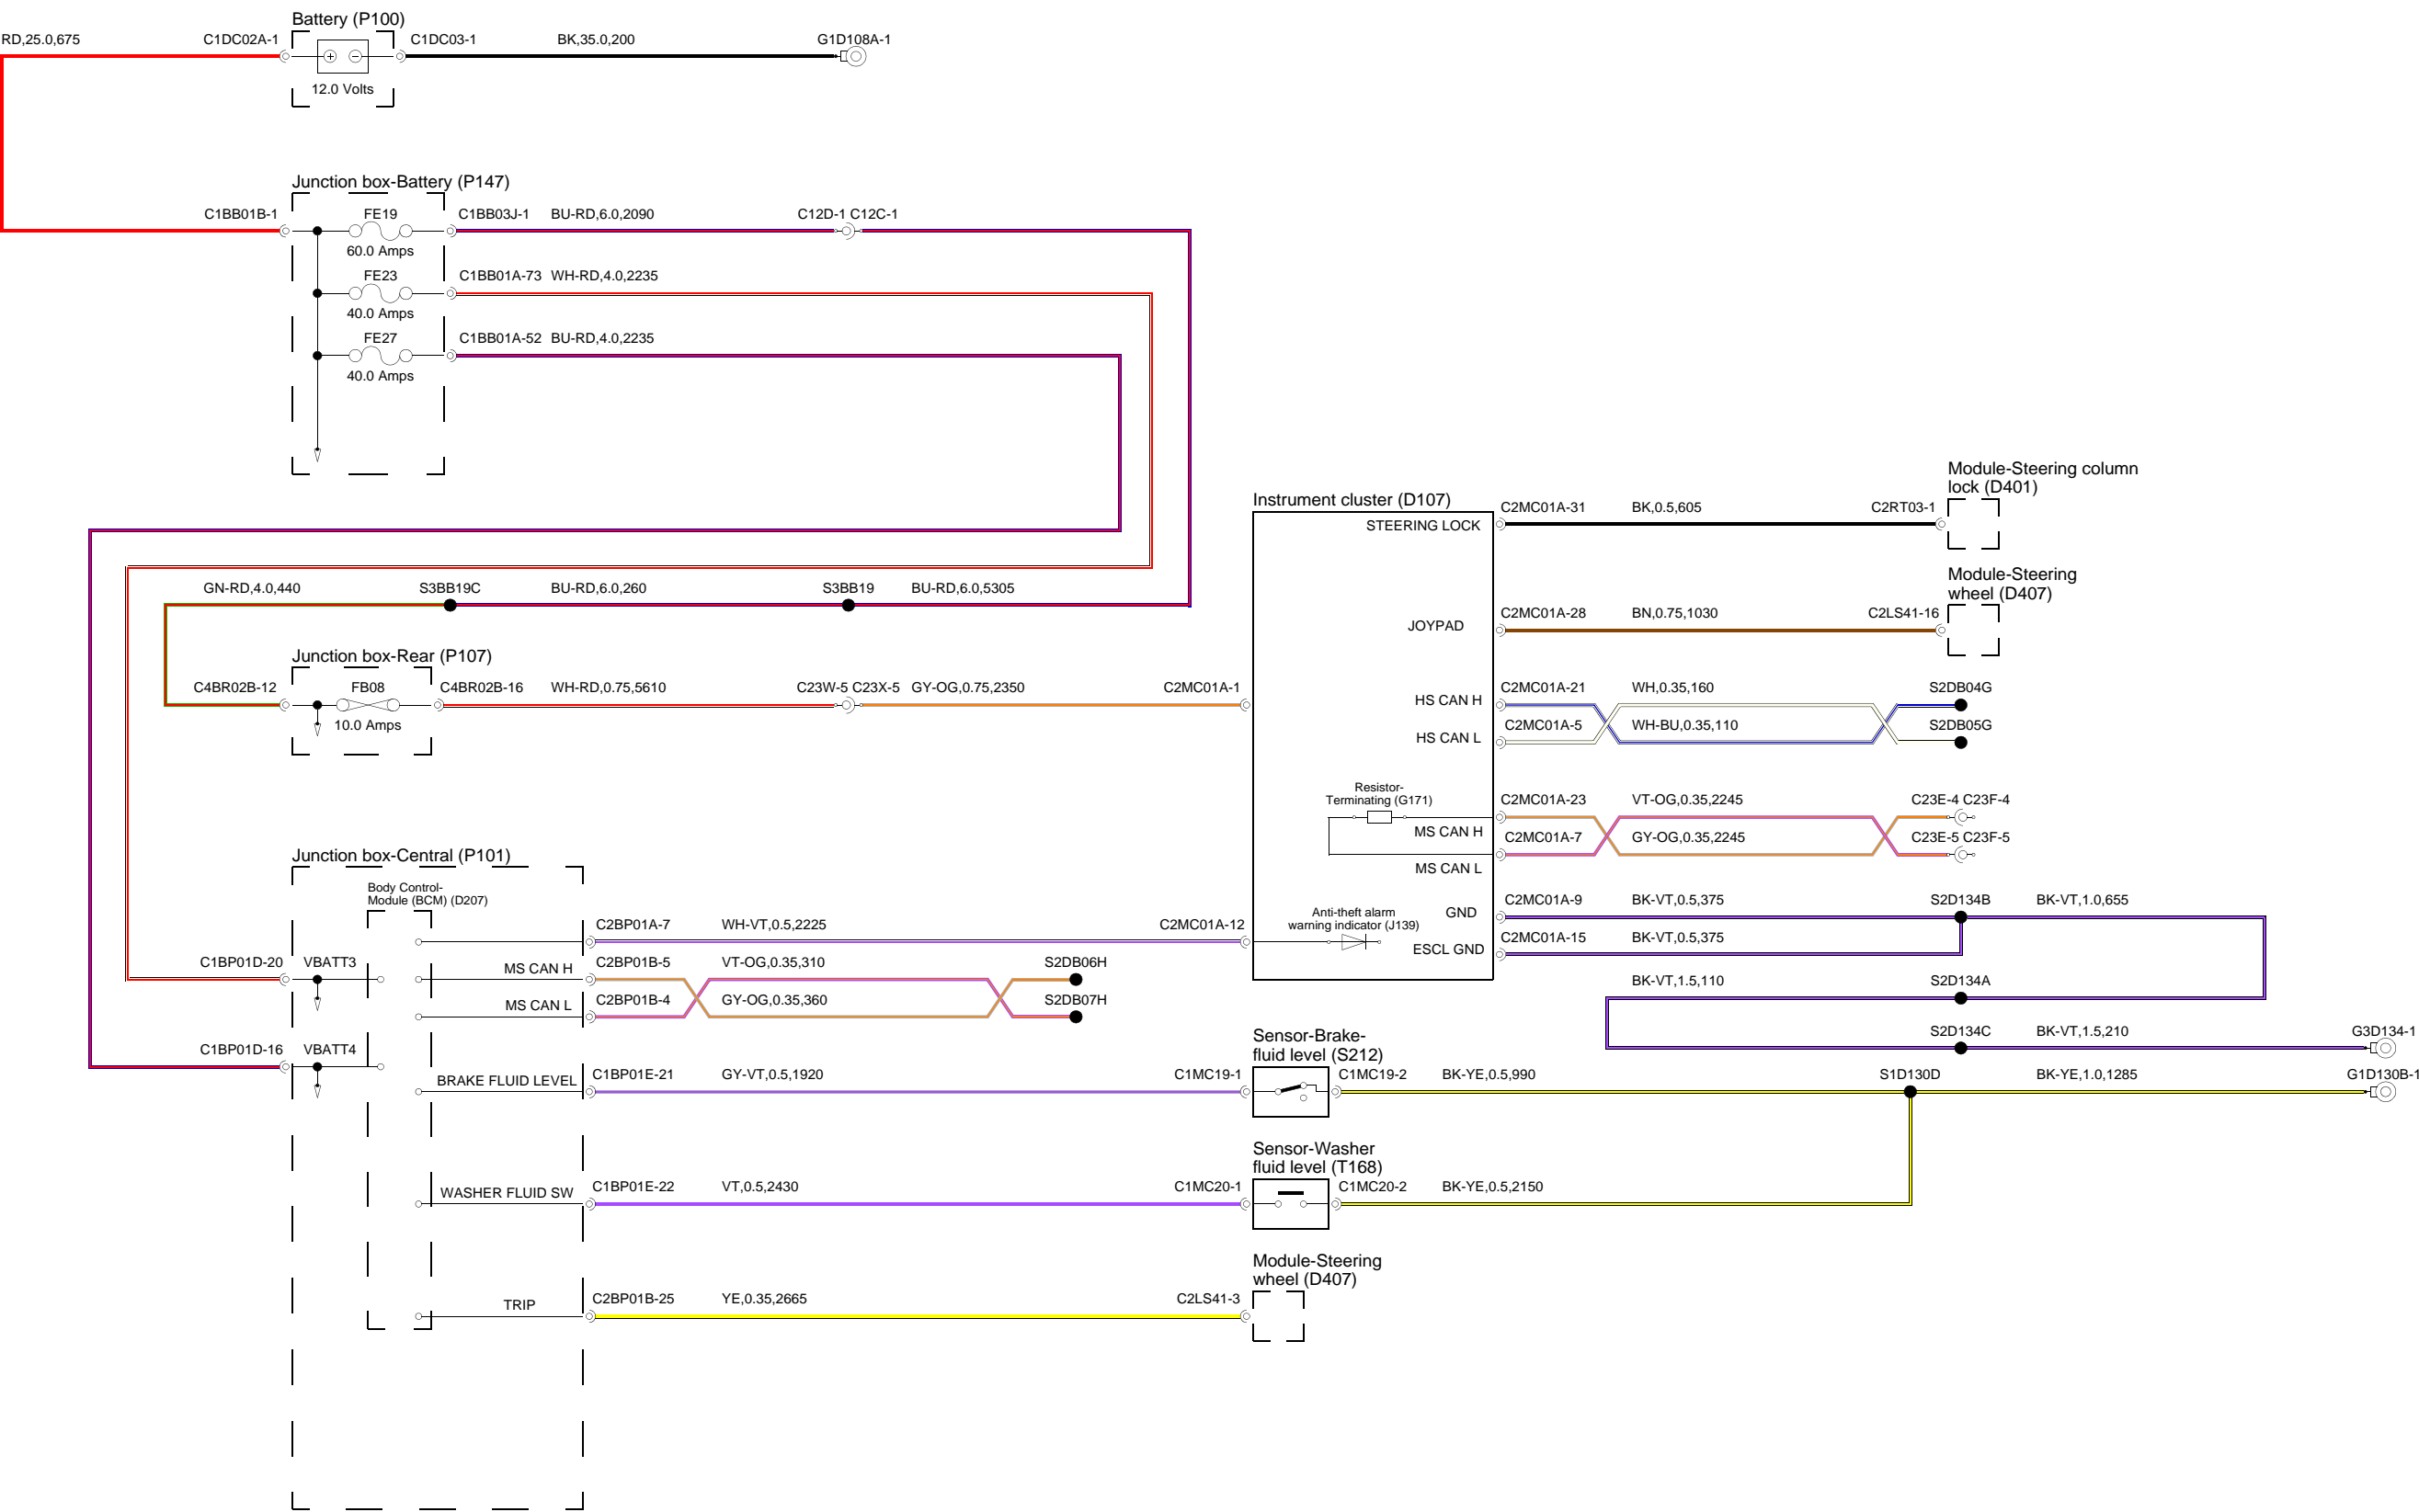 Battery (P100)
RD,25.0,675
C1DC02A-1
C1DC03-1
BK,35.0,200
G1D108A-1
12.0 Volts
Junction box-Battery (P147)
C1BB01B-1
FE19
C1BB03J-1
BU-RD,6.0,2090
C12D-1 C12C-1
60.0 Amps
FE23
C1BB01A-73
WH-RD,4.0,2235
40.0 Amps
FE27
C1BB01A-52
BU-RD,4.0,2235
40.0 Amps
GN-RD,4.0,440
S3BB19C
BU-RD,6.0,260
S3BB19
BU-RD,6.0,5305
Junction box-Rear (P107)
C4BR02B-12
FB08
C4BR02B-16
WH-RD,0.75,5610
C23W-5 C23X-5
GY-OG,0.75,2350
C2MC01A-1
10.0 Amps
Junction box-Central (P101)
Body Control-
Module (BCM) (D207)
C2BP01A-7
WH-VT,0.5,2225
C2MC01A-12
C1BP01D-20
VBATT3
MS CAN H
C2BP01B-5
VT-OG,0.35,310
S2DB06H
MS CAN L
C2BP01B-4
GY-OG,0.35,360
S2DB07H
C1BP01D-16
VBATT4
BRAKE FLUID LEVEL
C1BP01E-21
GY-VT,0.5,1920
C1MC19-1
WASHER FLUID SW
C1BP01E-22
VT,0.5,2430
C1MC20-1
TRIP
C2BP01B-25
YE,0.35,2665
C2LS41-3
Instrument cluster (D107)
STEERING LOCK
C2MC01A-31
BK,0.5,605
C2RT03-1
Module-Steering column
lock (D401)
JOYPAD
C2MC01A-28
BN,0.75,1030
C2LS41-16
Module-Steering
wheel (D407)
HS CAN H
C2MC01A-21
WH,0.35,160
S2DB04G
HS CAN L
C2MC01A-5
WH-BU,0.35,110
S2DB05G
Resistor-
Terminating (G171)
MS CAN H
C2MC01A-23
VT-OG,0.35,2245
C23E-4 C23F-4
MS CAN L
C2MC01A-7
GY-OG,0.35,2245
C23E-5 C23F-5
Anti-theft alarm
warning indicator (J139)
GND
C2MC01A-9
BK-VT,0.5,375
S2D134B
BK-VT,1.0,655
ESCL GND
C2MC01A-15
BK-VT,0.5,375
BK-VT,1.5,110
S2D134A
S2D134C
BK-VT,1.5,210
G3D134-1
Sensor-Brake-
fluid level (S212)
C1MC19-2
BK-YE,0.5,990
S1D130D
BK-YE,1.0,1285
G1D130B-1
Sensor-Washer
fluid level (T168)
C1MC20-2
BK-YE,0.5,2150
Module-Steering
wheel (D407)